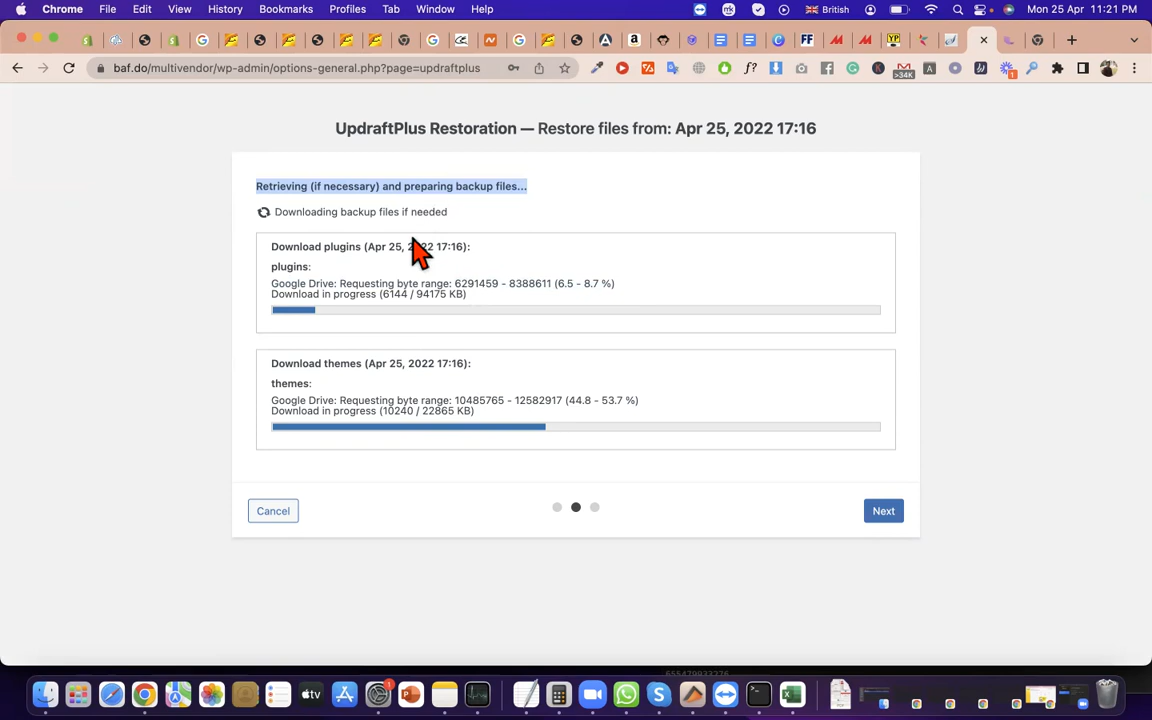 Chrome File Edit View History Bookmarks Profiles Tab Window Help British Mon 25 Apr 11:21 PM
baf.do/multivendor/wp-admin/options-general.php?page=updraftplus
>34K
1
UpdraftPlus Restoration — Restore files from: Apr 25, 2022 17:16
Retrieving (if necessary) and preparing backup files...
Downloading backup files if needed
Download plugins (Apr 25, 2022 17:16):
plugins:
Google Drive: Requesting byte range: 6291459 - 8388611 (6.5 - 8.7 %)
Download in progress (6144 / 94175 KB)
Download themes (Apr 25, 2022 17:16):
themes:
Google Drive: Requesting byte range: 10485765 - 12582917 (44.8 - 53.7 %)
Download in progress (10240 / 22865 KB)
Cancel
Next